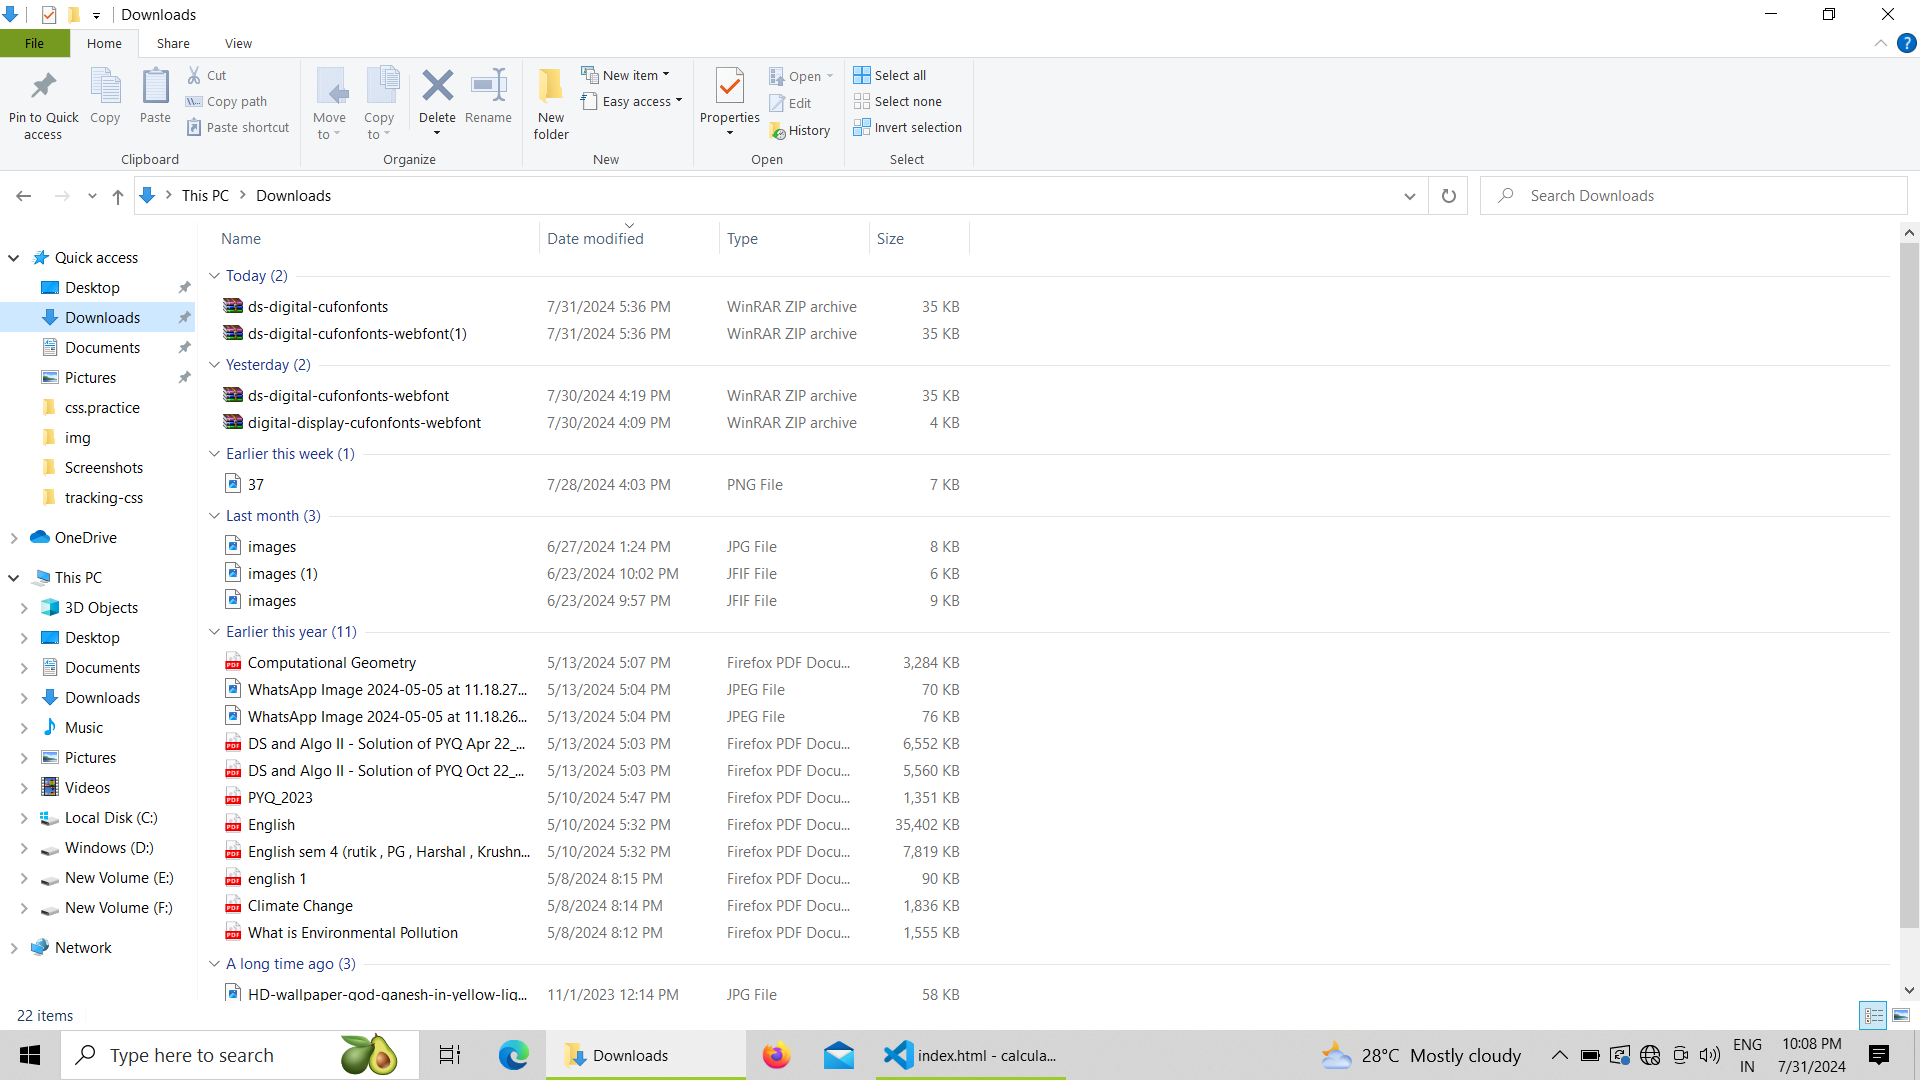 Downloads
File Home Share View
Pin to Quick access
Copy
Paste
Cut
Copy path
Paste shortcut
Clipboard
Move to
Copy to
Delete
Rename
Organize
New folder
New item
Easy access
New
Properties
Open
Edit
History
Open
Select all
Select none
Invert selection
Select
This PC > Downloads
Search Downloads
Quick access
Desktop
Downloads
Documents
Pictures
css.practice
img
Screenshots
tracking-css
OneDrive
This PC
3D Objects
Desktop
Documents
Downloads
Music
Pictures
Videos
Local Disk (C:)
Windows (D:)
New Volume (E:)
New Volume (F:)
Network
Name Date modified Type Size
Today (2)
ds-digital-cufonfonts 7/31/2024 5:36 PM WinRAR ZIP archive 35 KB
ds-digital-cufonfonts-webfont(1) 7/31/2024 5:36 PM WinRAR ZIP archive 35 KB
Yesterday (2)
ds-digital-cufonfonts-webfont 7/30/2024 4:19 PM WinRAR ZIP archive 35 KB
digital-display-cufonfonts-webfont 7/30/2024 4:09 PM WinRAR ZIP archive 4 KB
Earlier this week (1)
37 7/28/2024 4:03 PM PNG File 7 KB
Last month (3)
images 6/27/2024 1:24 PM JPG File 8 KB
images (1) 6/23/2024 10:02 PM JFIF File 6 KB
images 6/23/2024 9:57 PM JFIF File 9 KB
Earlier this year (11)
Computational Geometry 5/13/2024 5:07 PM Firefox PDF Docu... 3,284 KB
WhatsApp Image 2024-05-05 at 11.18.27... 5/13/2024 5:04 PM JPEG File 70 KB
WhatsApp Image 2024-05-05 at 11.18.26... 5/13/2024 5:04 PM JPEG File 76 KB
DS and Algo II - Solution of PYQ Apr 22_... 5/13/2024 5:03 PM Firefox PDF Docu... 6,552 KB
DS and Algo II - Solution of PYQ Oct 22_... 5/13/2024 5:03 PM Firefox PDF Docu... 5,560 KB
PYQ_2023 5/10/2024 5:47 PM Firefox PDF Docu... 1,351 KB
English 5/10/2024 5:32 PM Firefox PDF Docu... 35,402 KB
English sem 4 (rutik , PG , Harshal , Krushn... 5/10/2024 5:32 PM Firefox PDF Docu... 7,819 KB
english 1 5/8/2024 8:15 PM Firefox PDF Docu... 90 KB
Climate Change 5/8/2024 8:14 PM Firefox PDF Docu... 1,836 KB
What is Environmental Pollution 5/8/2024 8:12 PM Firefox PDF Docu... 1,555 KB
A long time ago (3)
HD-wallpaper-god-ganesh-in-yellow-lig... 11/1/2023 12:14 PM JPG File 58 KB
22 items
Type here to search
Downloads
index.html - calcula...
28°C Mostly cloudy
ENG
IN
10:08 PM
7/31/2024